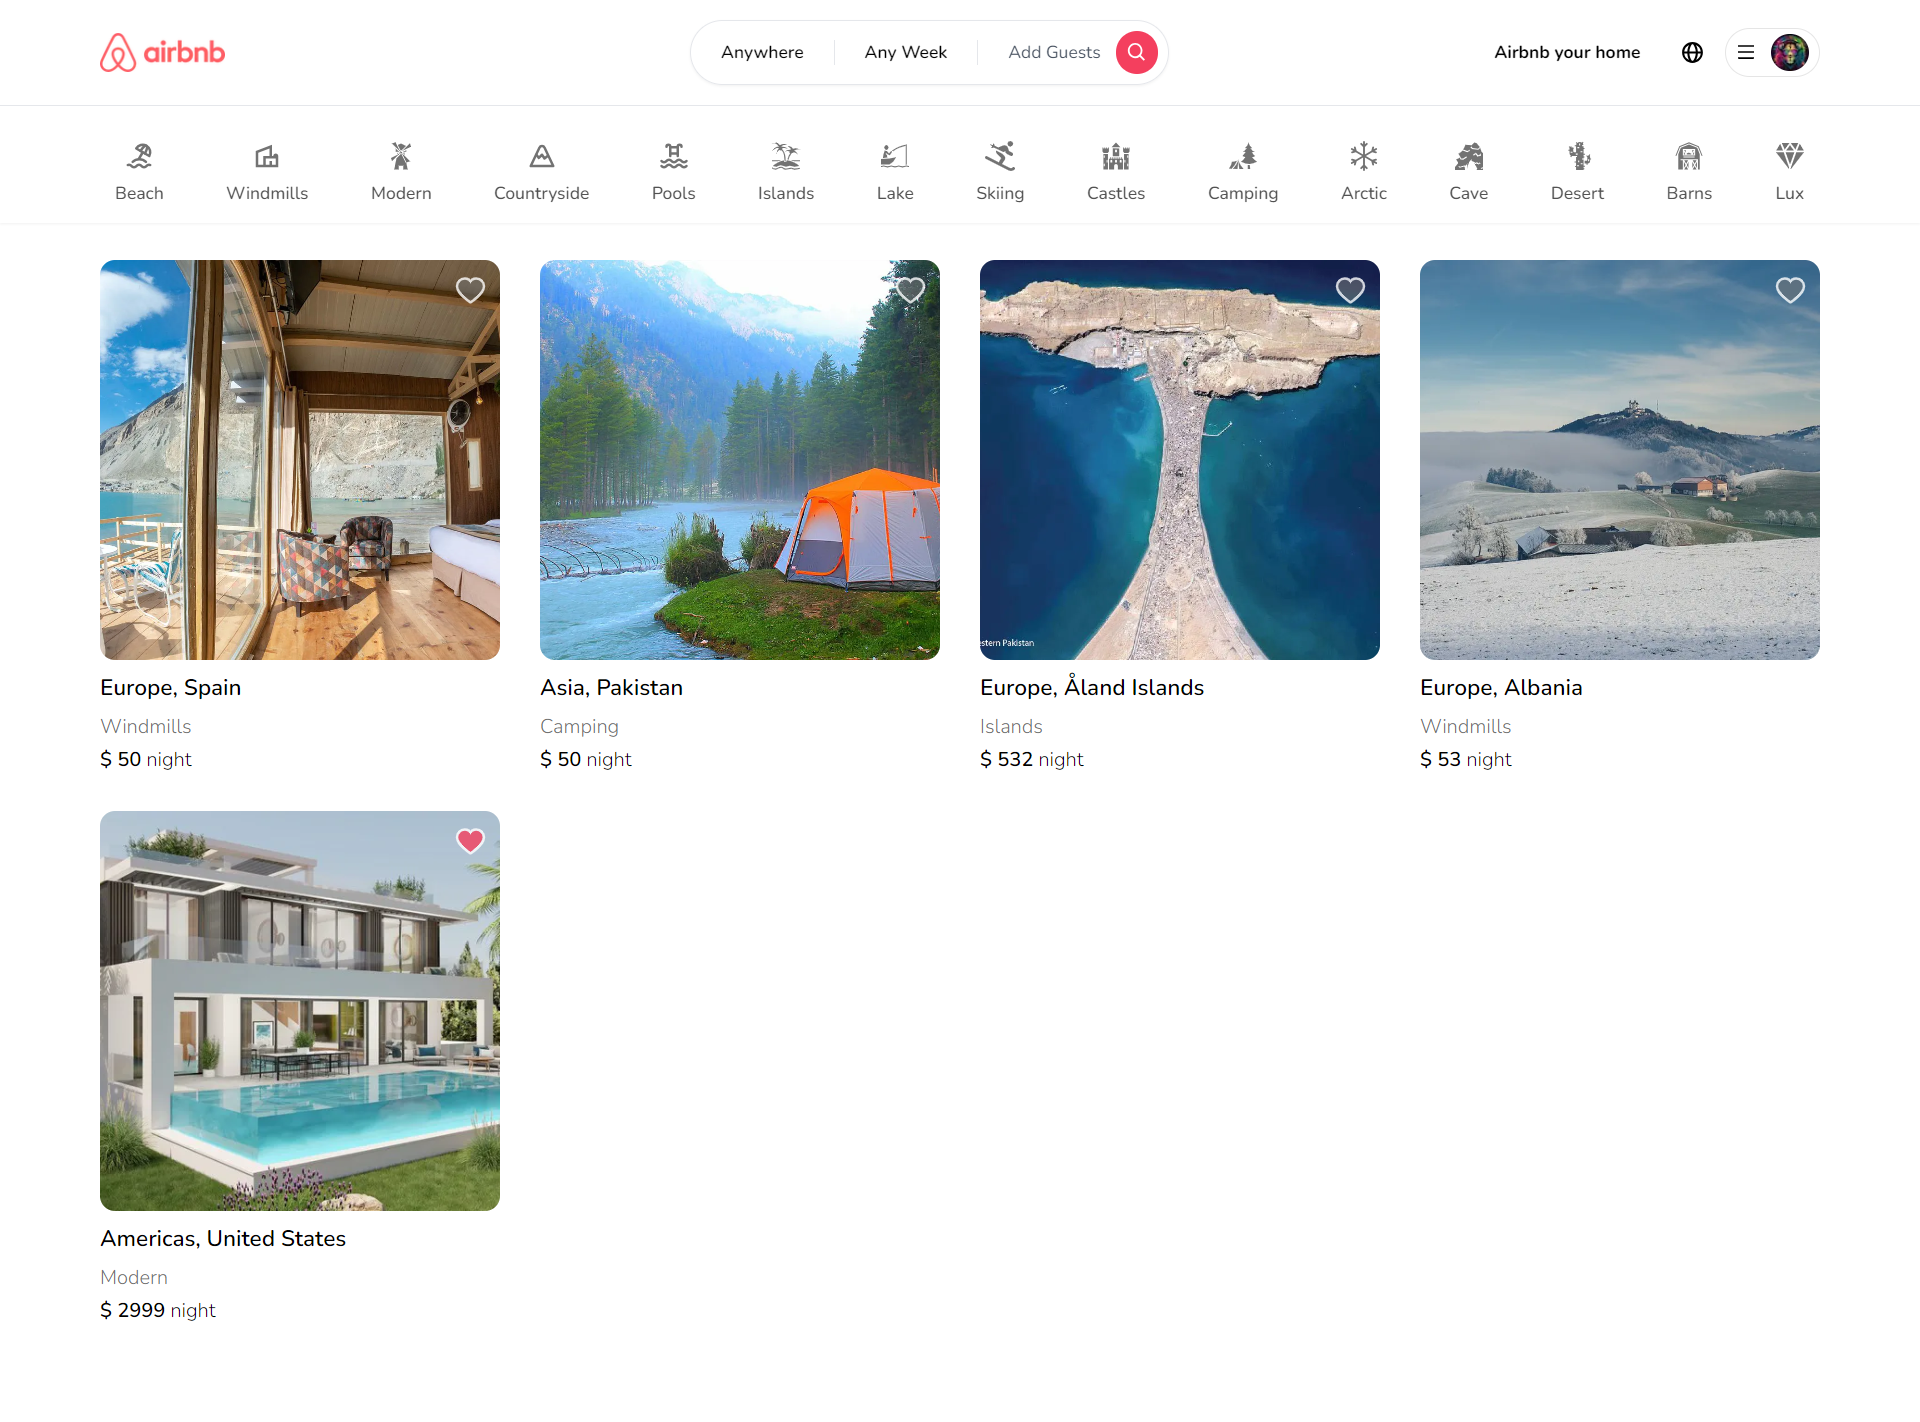 airbnb
Anywhere
Any Week
Add Guests
Airbnb your home
Beach
Windmills
Modern
Countryside
Pools
Islands
Lake
Skiing
Castles
Camping
Arctic
Cave
Desert
Barns
Lux
stern Pakistan
Europe, Spain
Windmills
$ 50 night
Asia, Pakistan
Camping
$ 50 night
Europe, Åland Islands
Islands
$ 532 night
Europe, Albania
Windmills
$ 53 night
Americas, United States
Modern
$ 2999 night